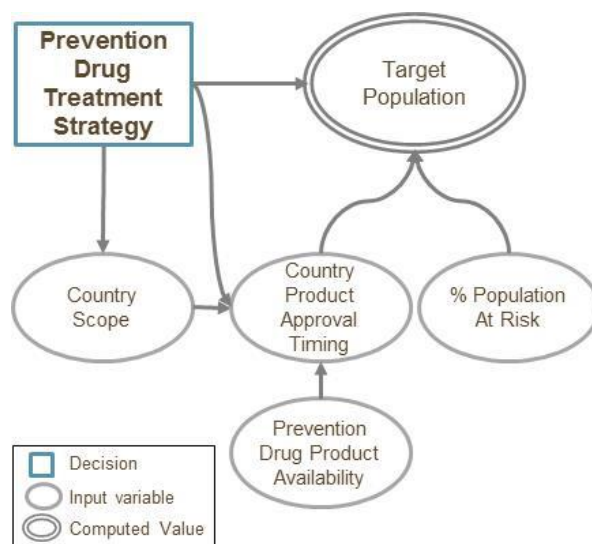 Prevention
Drug
Treatment
Strategy
Target
Population
Country
Scope
Country
Product
Approval
Timing
% Population
At Risk
Prevention
Drug Product
Availability
Decision
Input variable
Computed Value